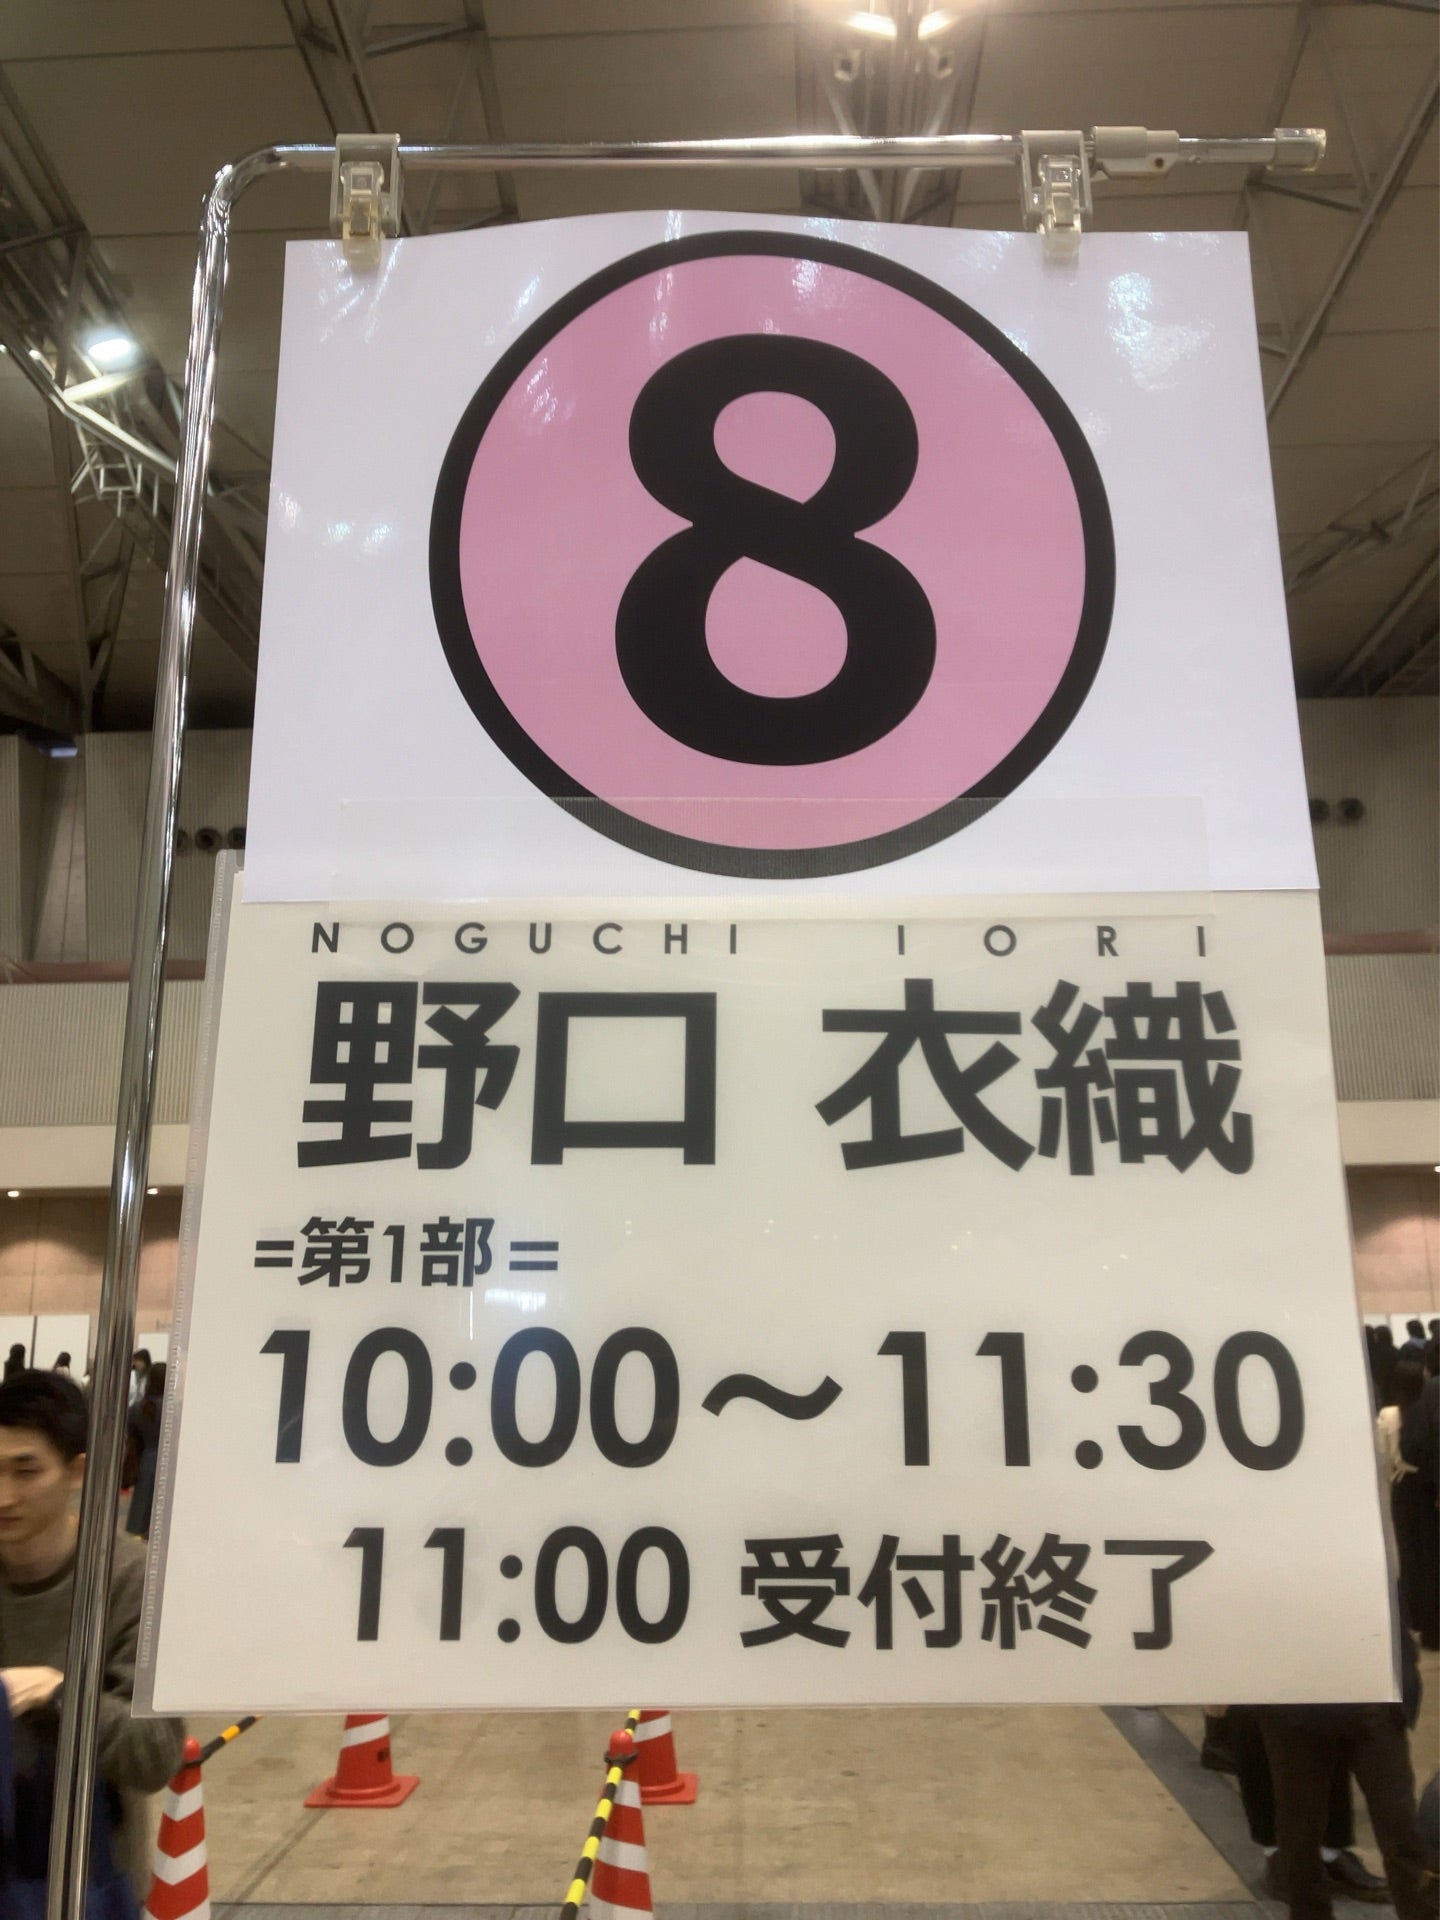 8
NOGUCHI IORI
野口 衣織
=第1部=
10:00～11:30
11:00 受付終了